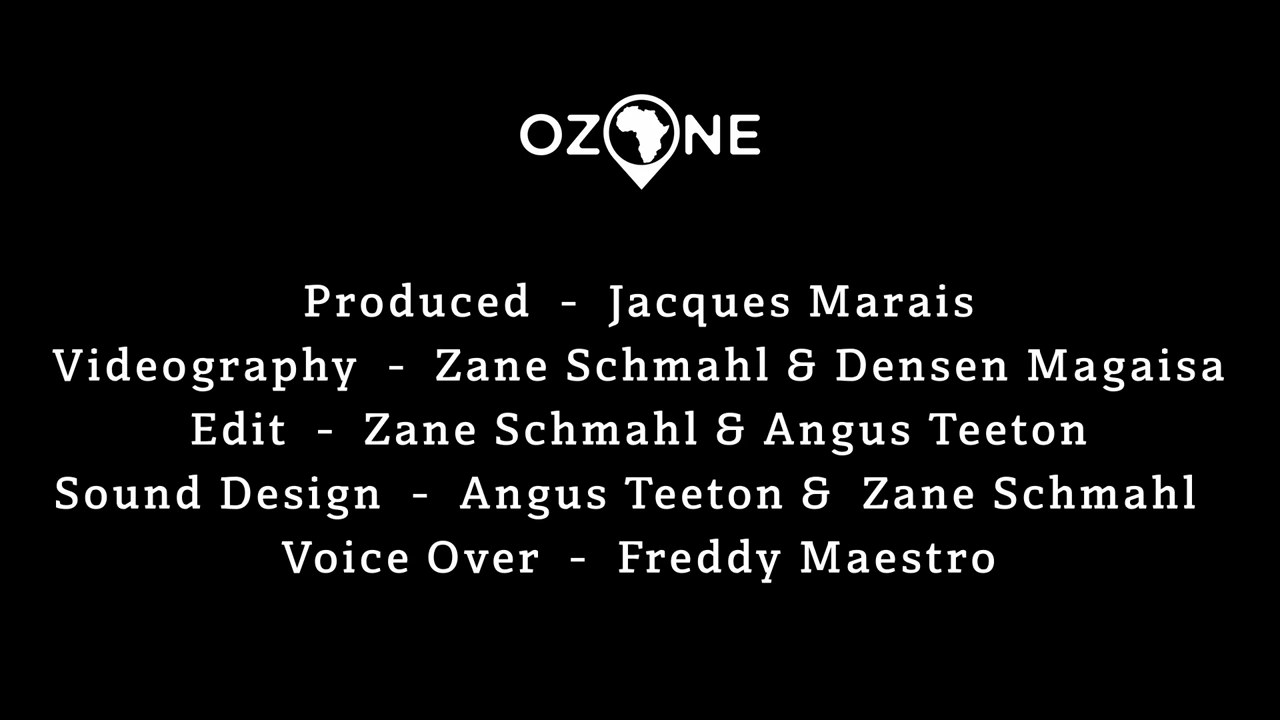 OZONE
Produced - Jacques Marais
Videography - Zane Schmahl & Densen Magaisa
Edit - Zane Schmahl & Angus Teeton
Sound Design - Angus Teeton & Zane Schmahl
Voice Over - Freddy Maestro